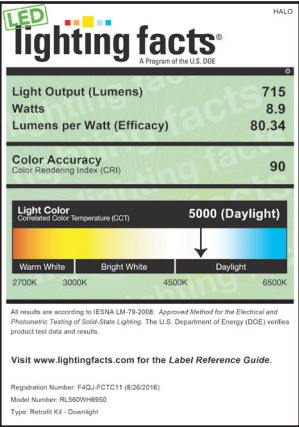 HALO
LED
lighting facts®
A Program of the U.S. DOE
Light Output (Lumens) 715
Watts 8.9
Lumens per Watt (Efficacy) 80.34
Color Accuracy
Color Rendering Index (CRI) 90
Light Color
Correlated Color Temperature (CCT) 5000 (Daylight)
Warm White Bright White Daylight
2700K 3000K 4500K 6500K
All results are according to IESNA LM-79-2008: Approved Method for the Electrical and
Photometric Testing of Solid-State Lighting. The U.S. Department of Energy (DOE) verifies
product test data and results.
Visit www.lightingfacts.com for the Label Reference Guide.
Registration Number: F4QJ-FCTC11 (8/26/2016)
Model Number: RL560WH6950
Type: Retrofit Kit - Downlight